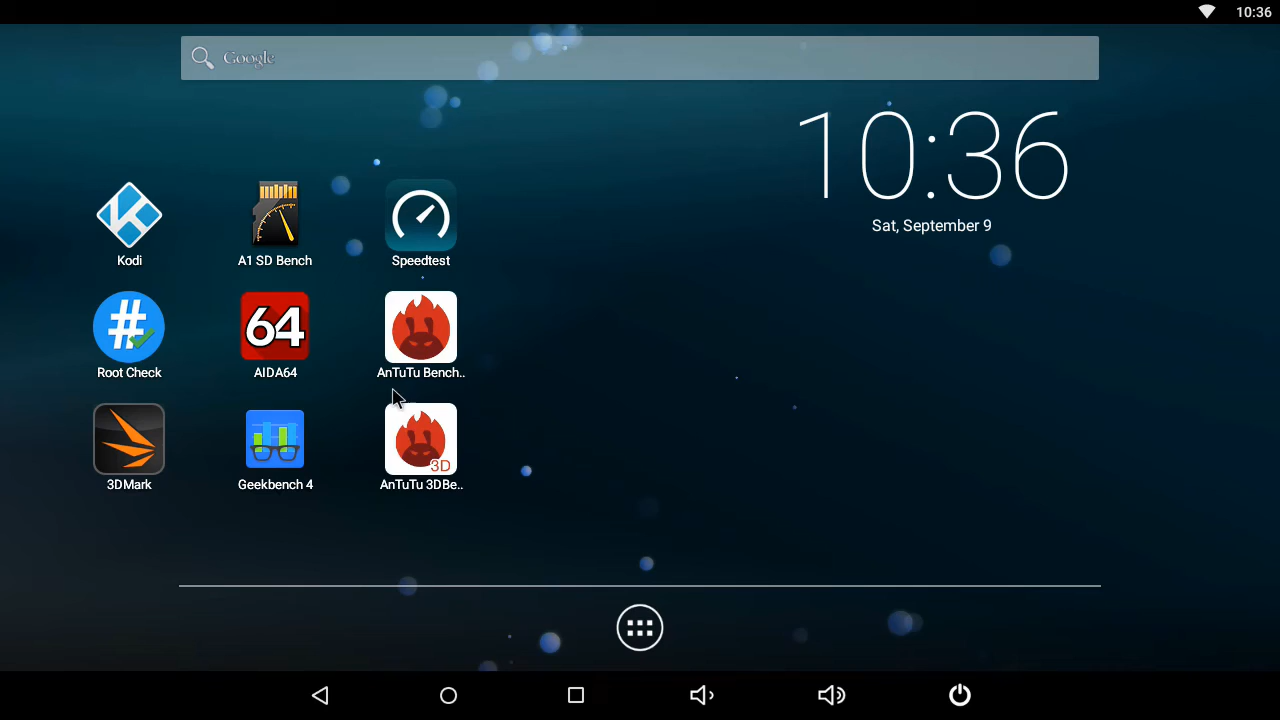 10:36
Google
10:36
Sat, September 9
Kodi
A1 SD Bench
Speedtest
#
64
Root Check
AIDA64
AnTuTu Bench..
3D
3DMark
Geekbench 4
AnTuTu 3DBe..